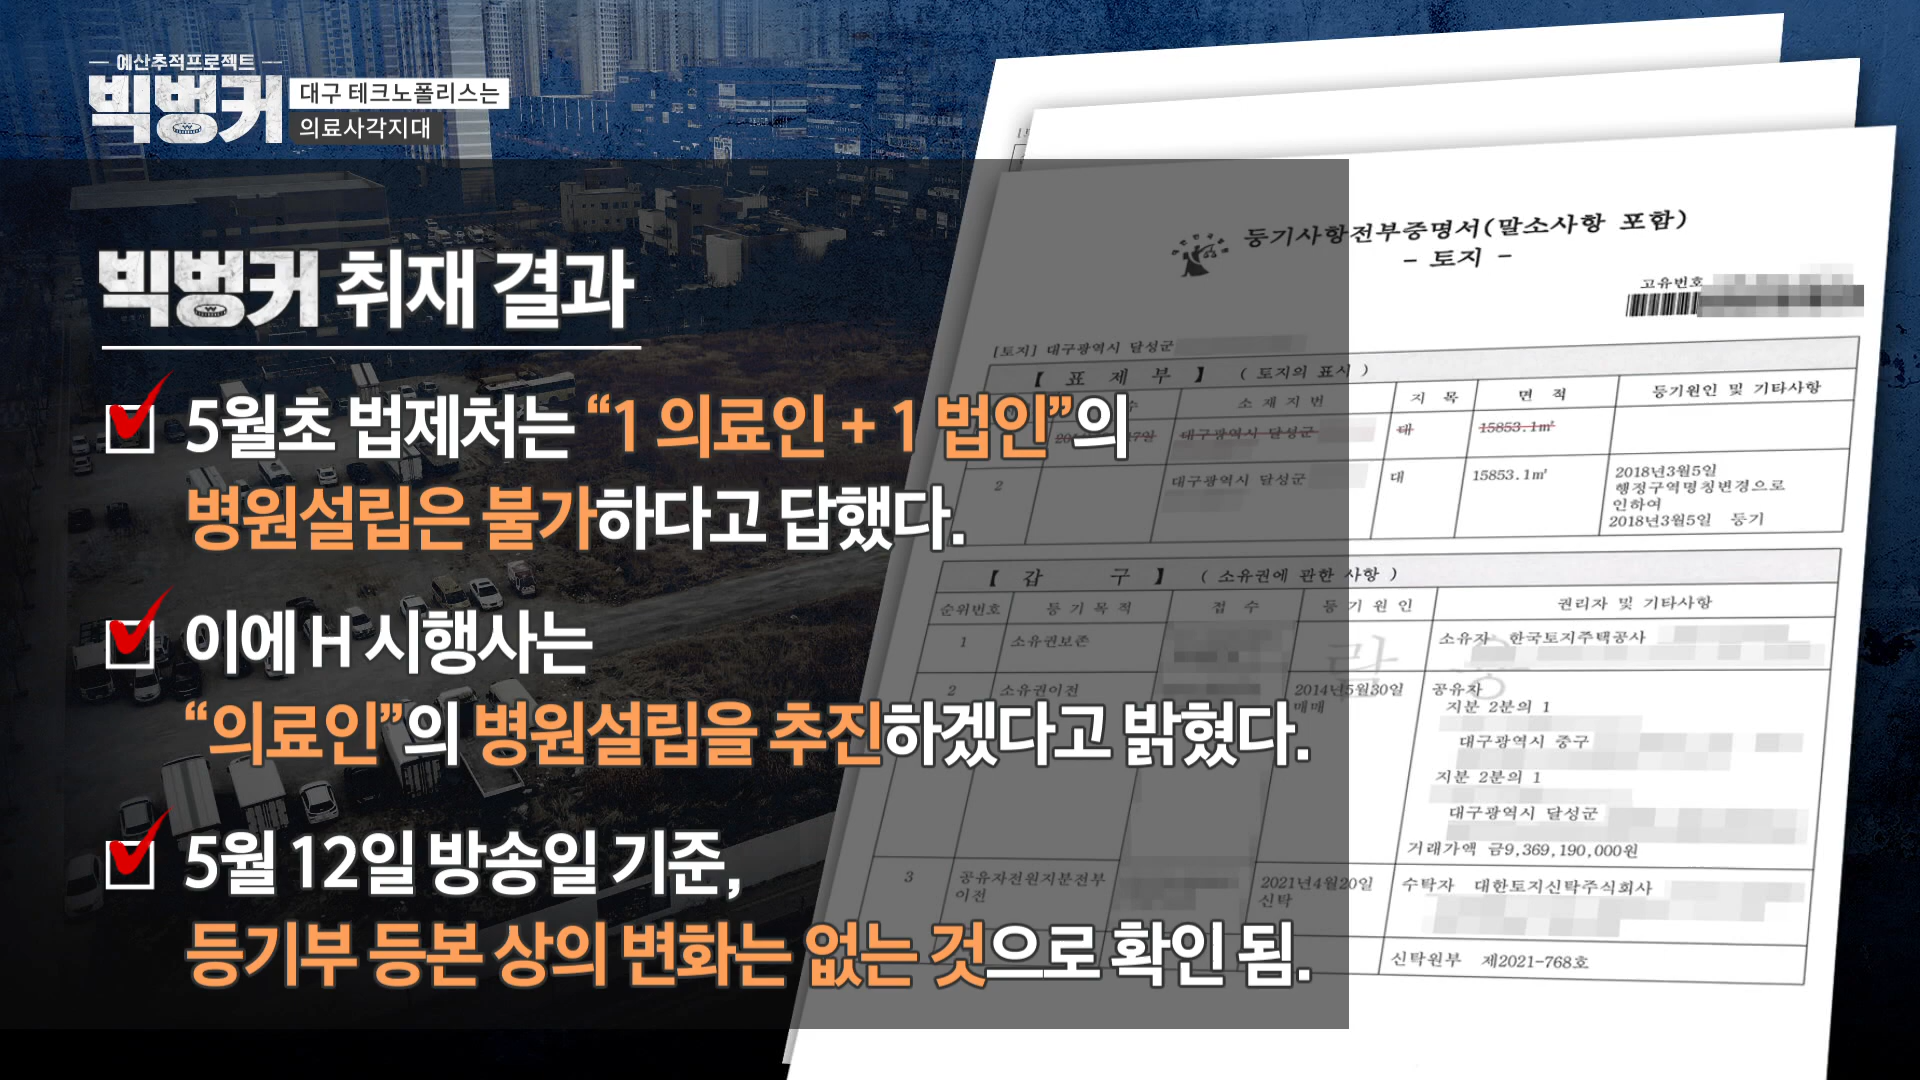 예산추적프로젝트
빅벙커
대구 테크노폴리스는
의료사각지대
빅벙커 취재 결과
5월초 법제처는 “1 의료인 + 1 법인”의
병원설립은 불가하다고 답했다.
이에 H 시행사는
“의료인”의 병원설립을 추진하겠다고 밝혔다.
5월 12일 방송일 기준,
등기부 등본 상의 변화는 없는 것으로 확인 됨.
등기사항전부증명서(말소사항 포함)
- 토지 -
고유번호
[토지] 대구광역시 달성군
【 표 제 부 】 ( 토지의 표시 )
수 소 재 지 번 지 목 면 적 등기원인 및 기타사항
대구광역시 달성군 대 15853.1㎡
2 대구광역시 달성군 대 15853.1㎡ 2018년3월5일
행정구역명칭변경으로
인하여
2018년3월5일 등기
【 갑 구 】 ( 소유권에 관한 사항 )
순위번호 등 기 목 적 접 수 등 기 원 인 권리자 및 기타사항
1 소유권보존 소유자 한국토지주택공사
람 용
2 소유권이전 2014년5월30일 공유자
매매 지분 2분의 1
대구광역시 중구
지분 2분의 1
대구광역시 달성군
거래가액 금9,369,190,000원
3 공유자전원지분전부 2021년4월20일 수탁자 대한토지신탁주식회사
이전 신탁
신탁원부 제2021-768호